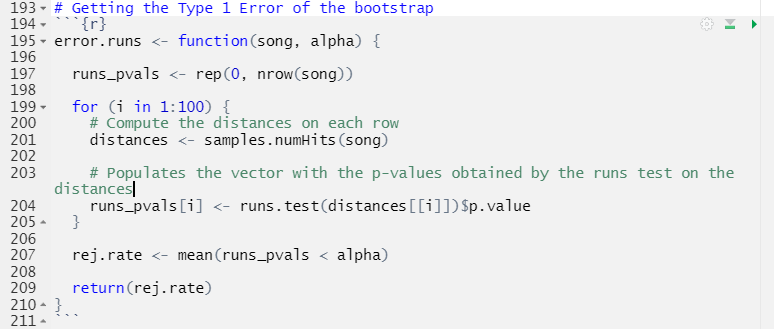 193 # Getting the Type 1 Error of the bootstrap
194 ```{r}
195 error.runs <- function(song, alpha) {
196
197   runs_pvals <- rep(0, nrow(song))
198
199   for (i in 1:100) {
200     # Compute the distances on each row
201     distances <- samples.numHits(song)
202
203     # Populates the vector with the p-values obtained by the runs test on the
distances
204     runs_pvals[i] <- runs.test(distances[[i]])$p.value
205   }
206
207   rej.rate <- mean(runs_pvals < alpha)
208
209   return(rej.rate)
210 }
211 ```